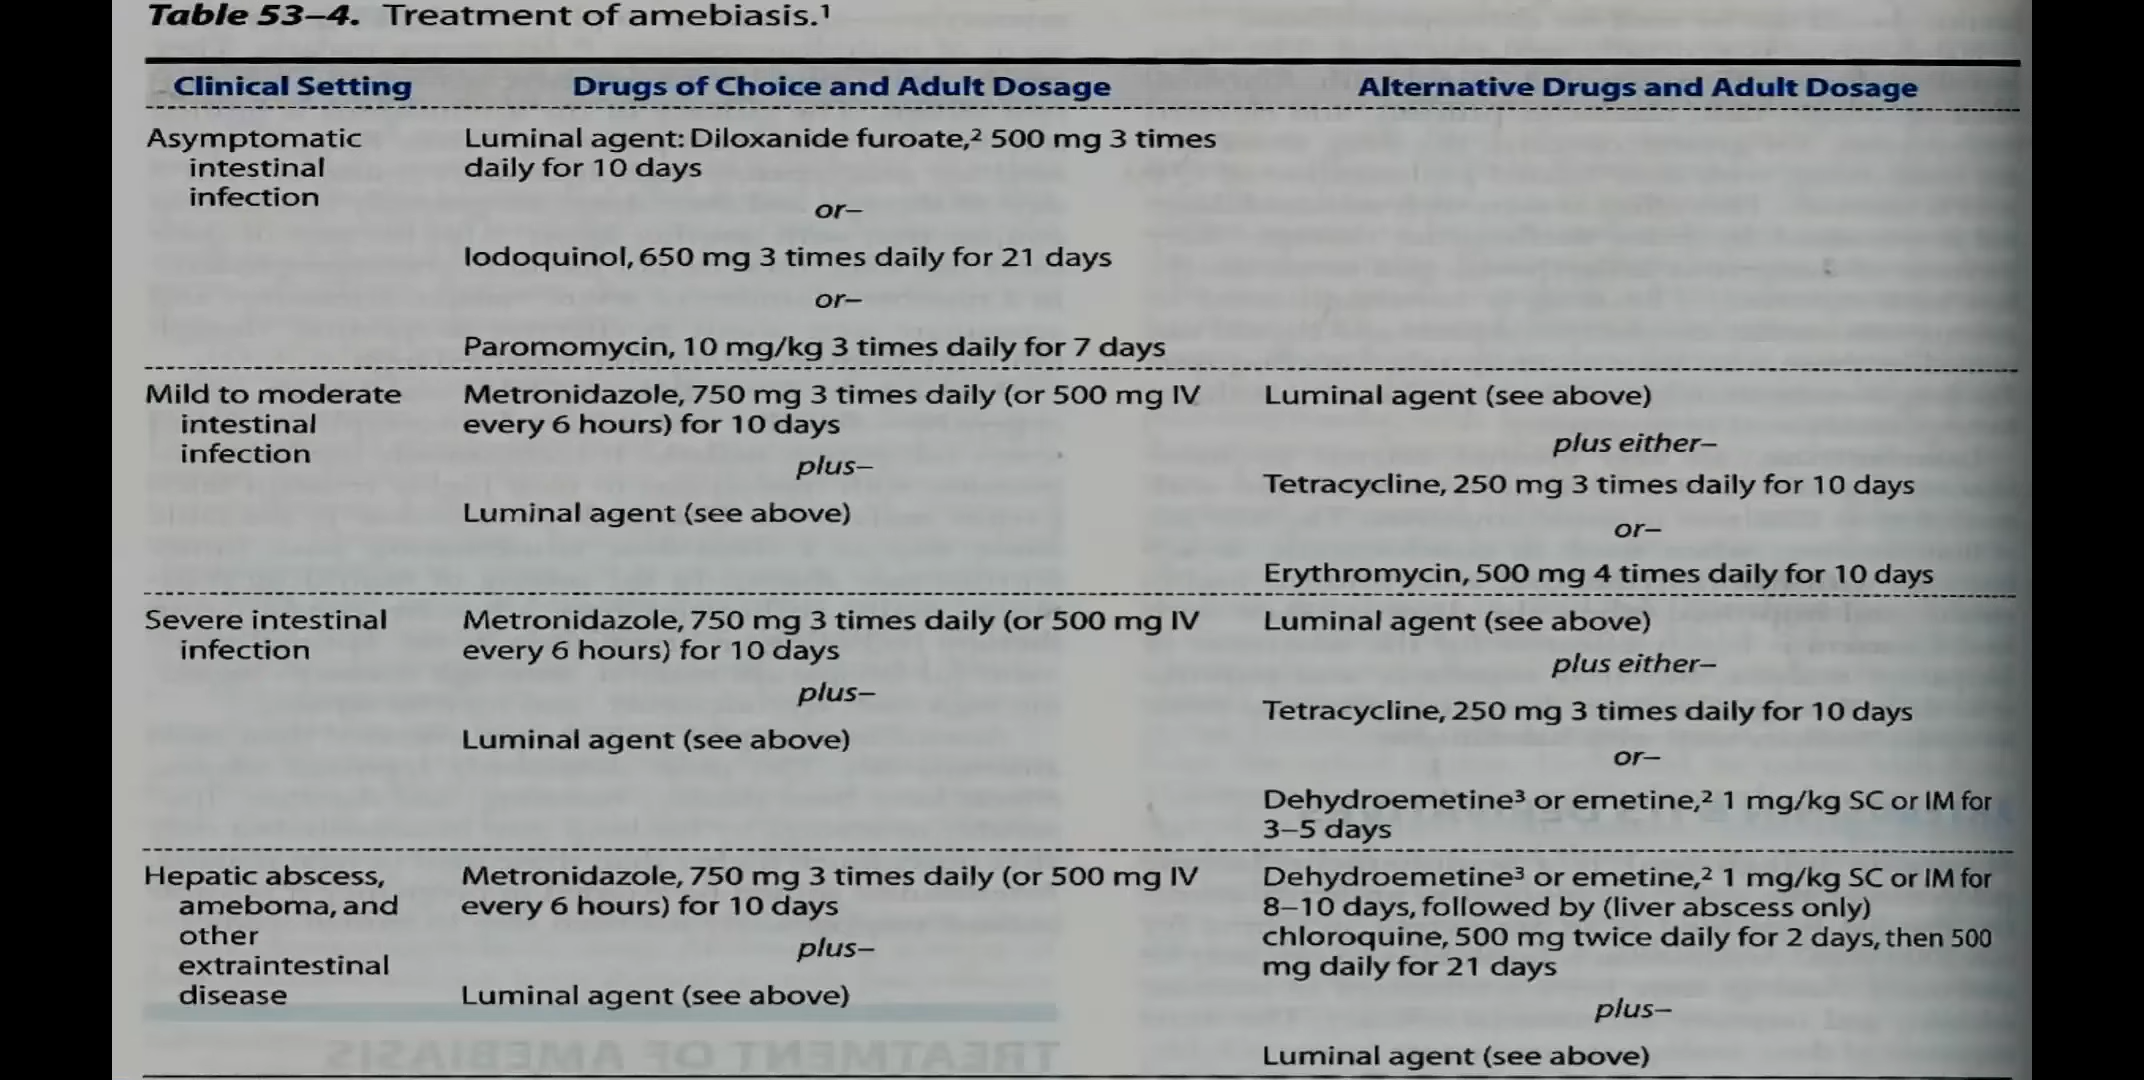 Table 53–4. Treatment of amebiasis.¹
Clinical Setting
Drugs of Choice and Adult Dosage
Alternative Drugs and Adult Dosage
Asymptomatic
intestinal
infection
Luminal agent: Diloxanide furoate,² 500 mg 3 times
daily for 10 days
or–
Iodoquinol, 650 mg 3 times daily for 21 days
or–
Paromomycin, 10 mg/kg 3 times daily for 7 days
Mild to moderate
intestinal
infection
Metronidazole, 750 mg 3 times daily (or 500 mg IV
every 6 hours) for 10 days
plus–
Luminal agent (see above)
Luminal agent (see above)
plus either–
Tetracycline, 250 mg 3 times daily for 10 days
or–
Erythromycin, 500 mg 4 times daily for 10 days
Severe intestinal
infection
Metronidazole, 750 mg 3 times daily (or 500 mg IV
every 6 hours) for 10 days
plus–
Luminal agent (see above)
Luminal agent (see above)
plus either–
Tetracycline, 250 mg 3 times daily for 10 days
or–
Dehydroemetine³ or emetine,² 1 mg/kg SC or IM for
3–5 days
Hepatic abscess,
ameboma, and
other
extraintestinal
disease
Metronidazole, 750 mg 3 times daily (or 500 mg IV
every 6 hours) for 10 days
plus–
Luminal agent (see above)
Dehydroemetine³ or emetine,² 1 mg/kg SC or IM for
8–10 days, followed by (liver abscess only)
chloroquine, 500 mg twice daily for 2 days, then 500
mg daily for 21 days
plus–
Luminal agent (see above)
TREATMENT OF AMEBIASIS